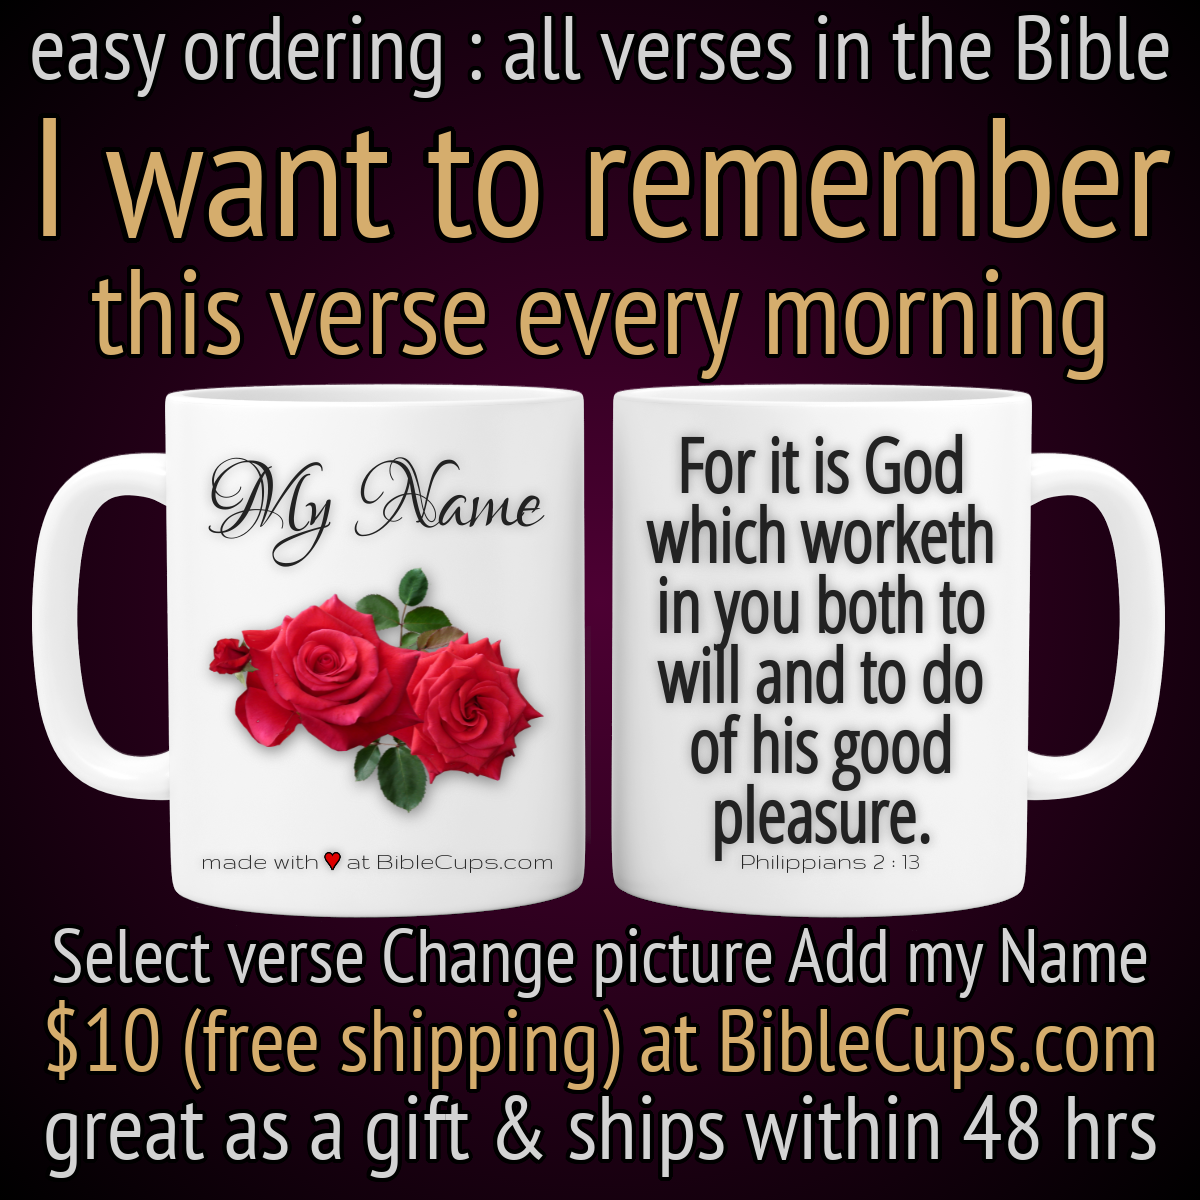 easy ordering : all verses in the Bible
I want to remember
this verse every morning
My Name
made with ♥ at BibleCups.com
For it is God
which worketh
in you both to
will and to do
of his good
pleasure.
Philippians 2 : 13
Select verse Change picture Add my Name
$10 (free shipping) at BibleCups.com
great as a gift & ships within 48 hrs